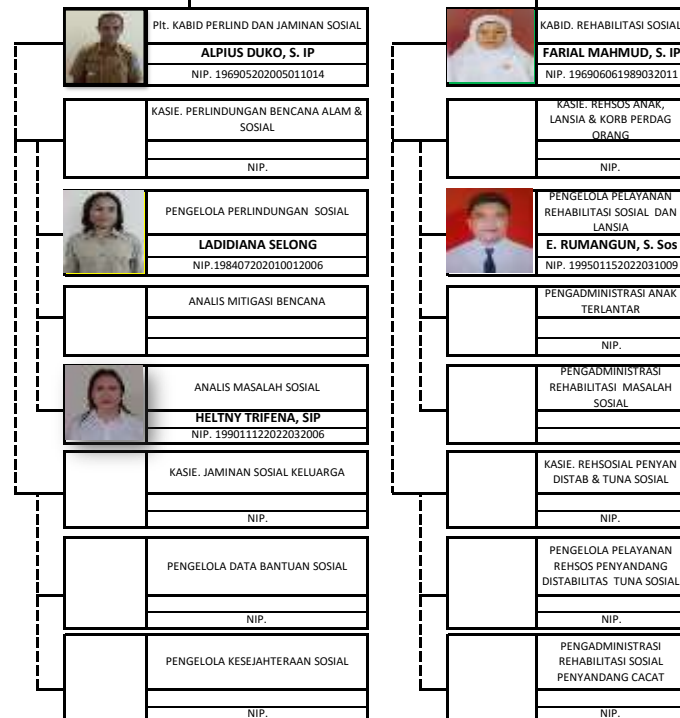 Plt. KABID PERLIND DAN JAMINAN SOSIAL
ALPIUS DUKO, S. IP
NIP. 196905202005011014
KASIE. PERLINDUNGAN BENCANA ALAM &
SOSIAL
NIP.
PENGELOLA PERLINDUNGAN SOSIAL
LADIDIANA SELONG
NIP.198407202010012006
ANALIS MITIGASI BENCANA
ANALIS MASALAH SOSIAL
HELTNY TRIFENA, SIP
NIP. 199011122022032006
KASIE. JAMINAN SOSIAL KELUARGA
NIP.
PENGELOLA DATA BANTUAN SOSIAL
NIP.
PENGELOLA KESEJAHTERAAN SOSIAL
NIP.
KABID. REHABILITASI SOSIAL
FARIAL MAHMUD, S. IP
NIP. 196906061989032011
KASIE. REHSOS ANAK,
LANSIA & KORB PERDAG
ORANG
NIP.
PENGELOLA PELAYANAN
REHABILITASI SOSIAL DAN
LANSIA
E. RUMANGUN, S. Sos
NIP. 199501152022031009
PENGADMINISTRASI ANAK
TERLANTAR
NIP.
PENGADMINISTRASI
REHABILITASI MASALAH
SOSIAL
KASIE. REHSOSIAL PENYAN
DISTAB & TUNA SOSIAL
NIP.
PENGELOLA PELAYANAN
REHSOS PENYANDANG
DISTABILITAS TUNA SOSIAL
NIP.
PENGADMINISTRASI
REHABILITASI SOSIAL
PENYANDANG CACAT
NIP.